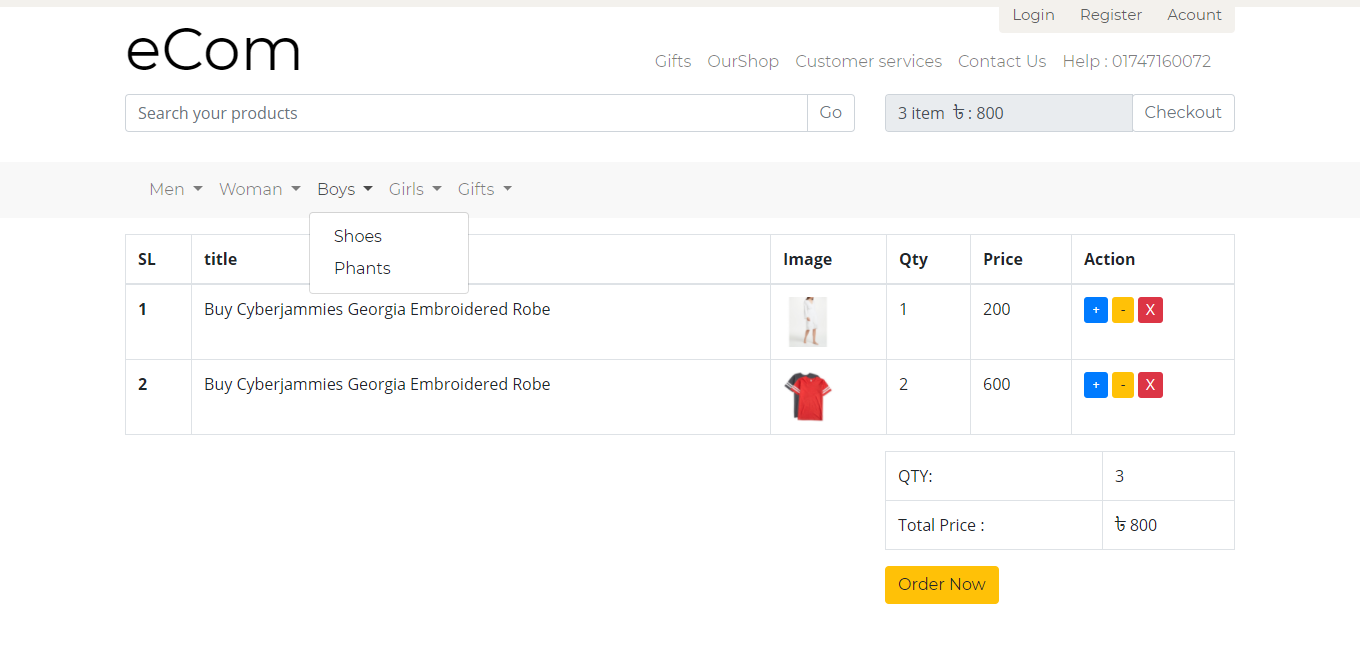 Login Register Acount
eCom
Gifts OurShop Customer services Contact Us Help : 01747160072
Search your products Go 3 item ৳ : 800 Checkout
Men Woman Boys Girls Gifts
Shoes
Phants
SL title Image Qty Price Action
1 Buy Cyberjammies Georgia Embroidered Robe 1 200 + - X
2 Buy Cyberjammies Georgia Embroidered Robe 2 600 + - X
QTY: 3
Total Price : ৳ 800
Order Now